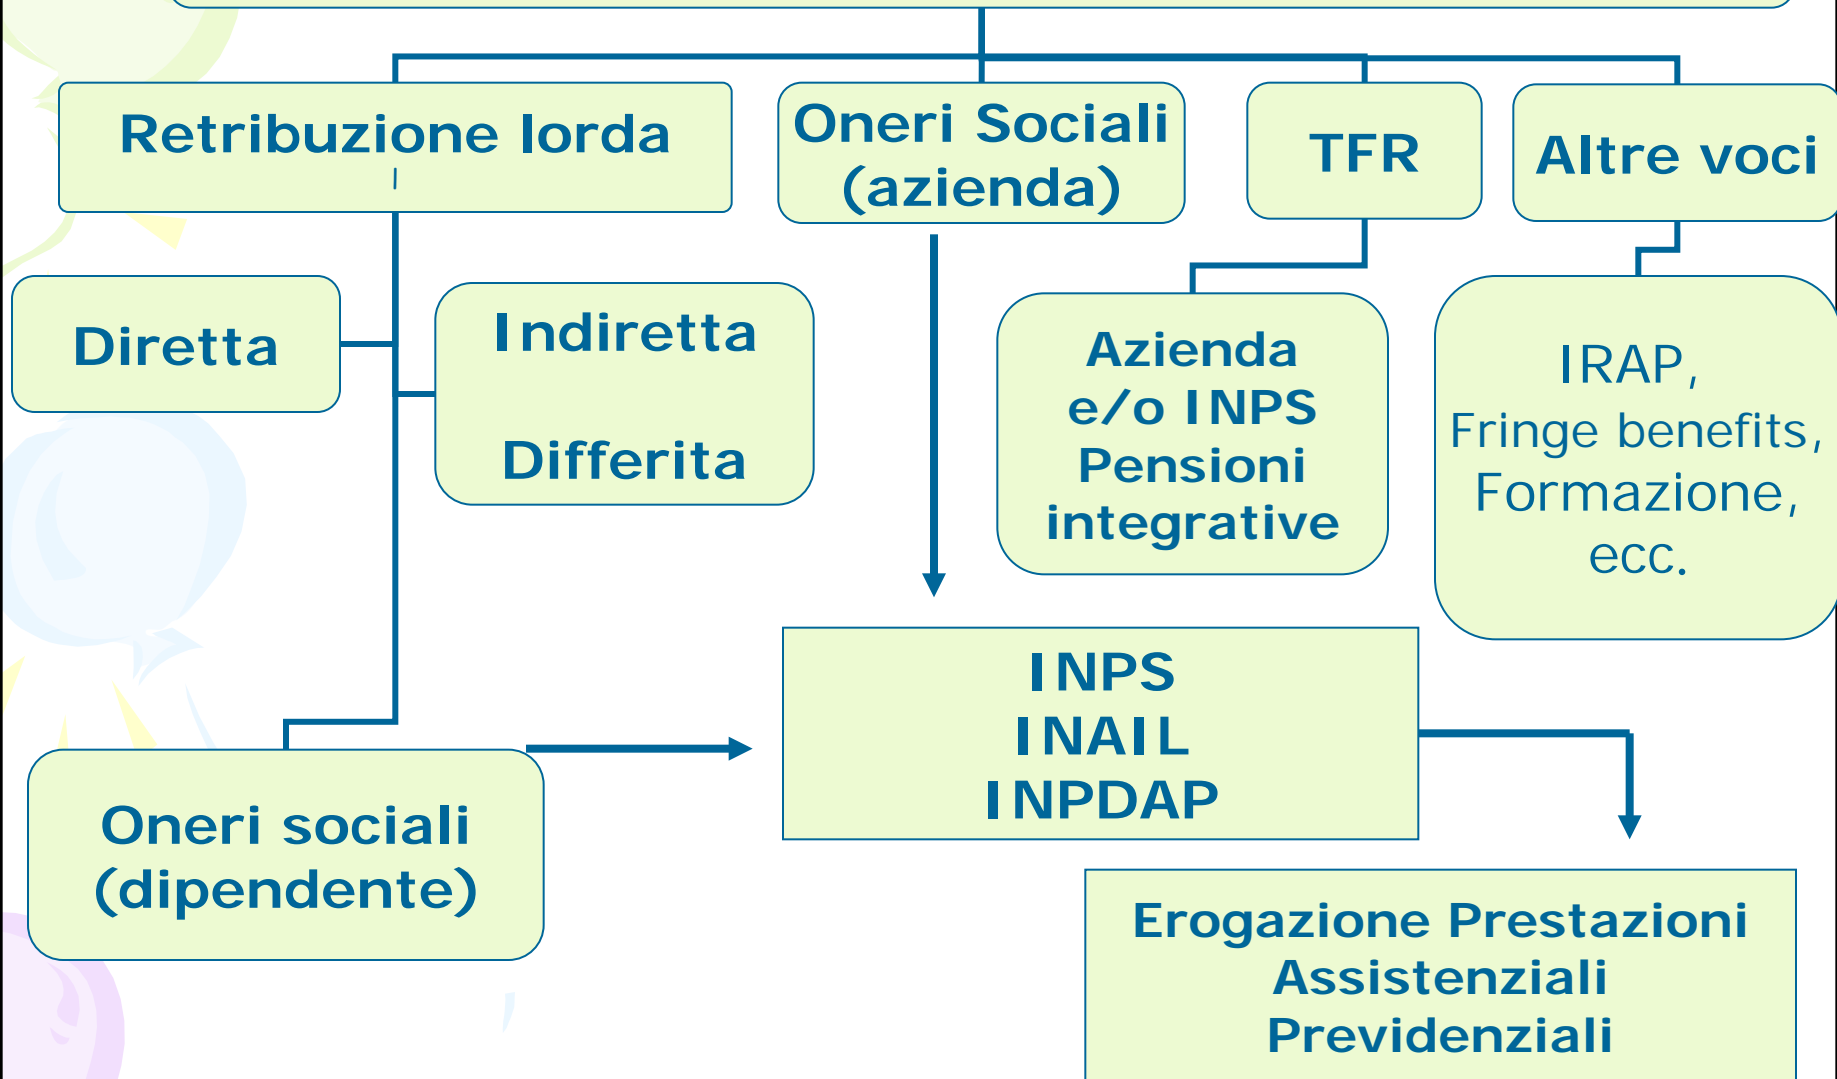 Retribuzione lorda
Oneri Sociali
(azienda)
TFR
Altre voci
Diretta
Indiretta
Differita
Azienda
e/o INPS
Pensioni
integrative
IRAP,
Fringe benefits,
Formazione,
ecc.
INPS
INAIL
INPDAP
Oneri sociali
(dipendente)
Erogazione Prestazioni
Assistenziali
Previdenziali